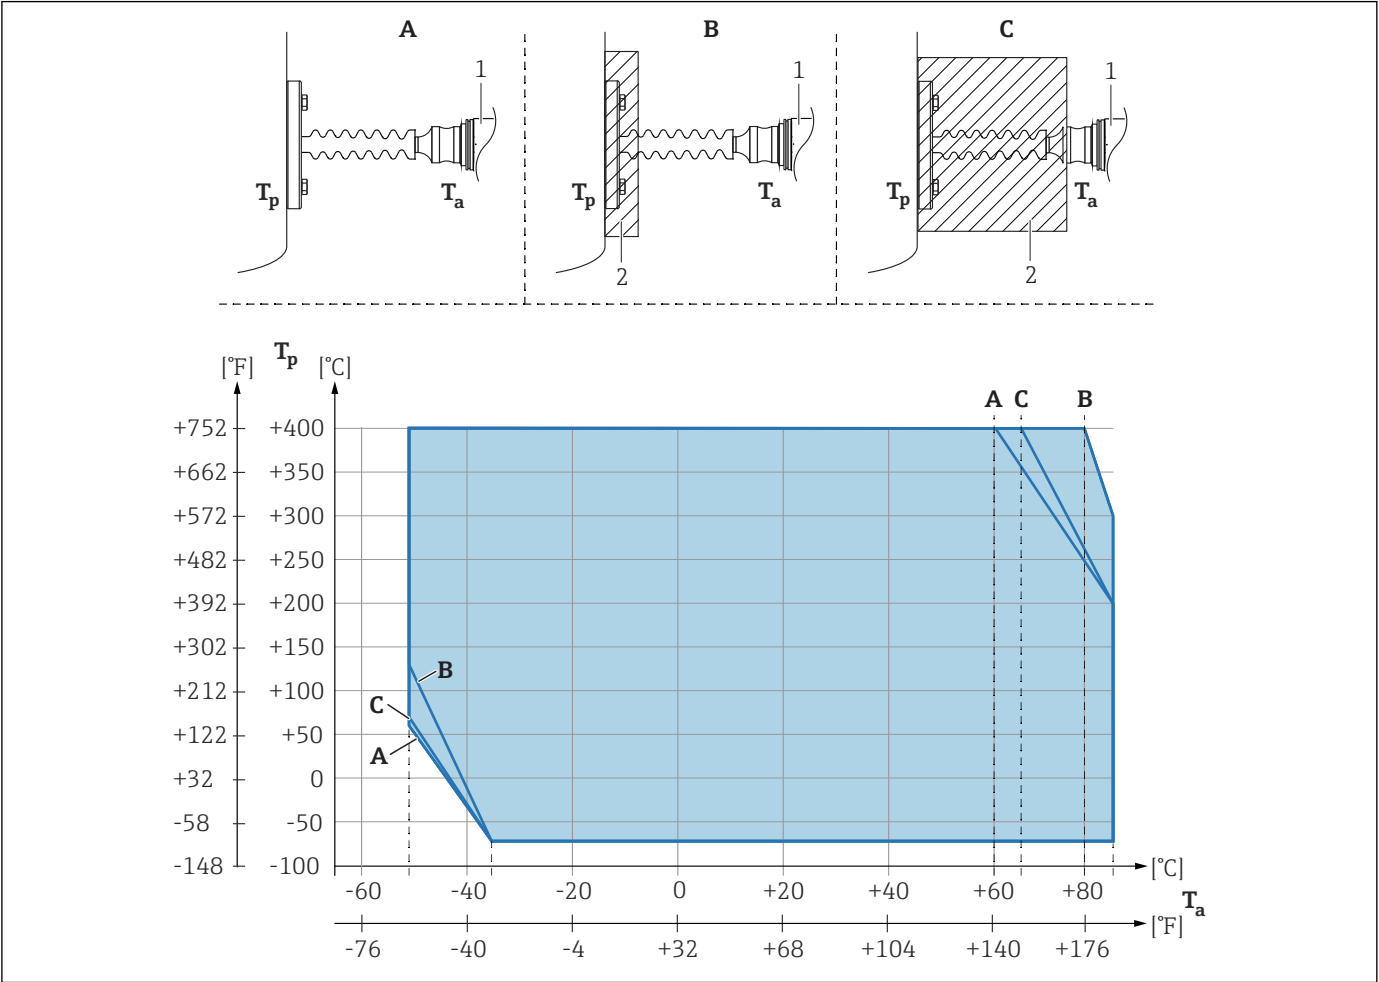 A B C
1 1 1
Tp Ta Tp Ta Tp Ta
2 2
Tp
[°F] [°C]
A C B
+752 +400
+662 +350
+572 +300
+482 +250
+392 +200
+302 +150
B
+212 +100
C
+122 +50
A
+32 0
-58 -50
-148 -100
[°C]
-60 -40 -20 0 +20 +40 +60 +80
Ta
[°F]
-76 -40 -4 +32 +68 +104 +140 +176